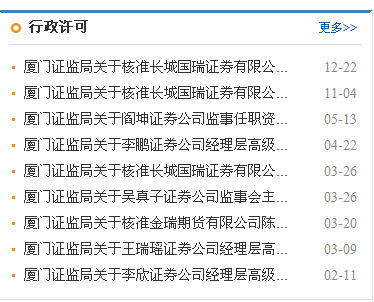 行政许可 更多>>
厦门证监局关于核准长城国瑞证券有限公... 12-22
厦门证监局关于核准长城国瑞证券有限公... 11-04
厦门证监局关于阎坤证券公司监事任职资... 05-13
厦门证监局关于李鹏证券公司经理层高级... 04-22
厦门证监局关于核准长城国瑞证券有限公... 03-26
厦门证监局关于吴真子证券公司监事会主... 03-26
厦门证监局关于核准金瑞期货有限公司陈... 03-20
厦门证监局关于王瑞瑶证券公司经理层高... 03-09
厦门证监局关于李欣证券公司经理层高级... 02-11